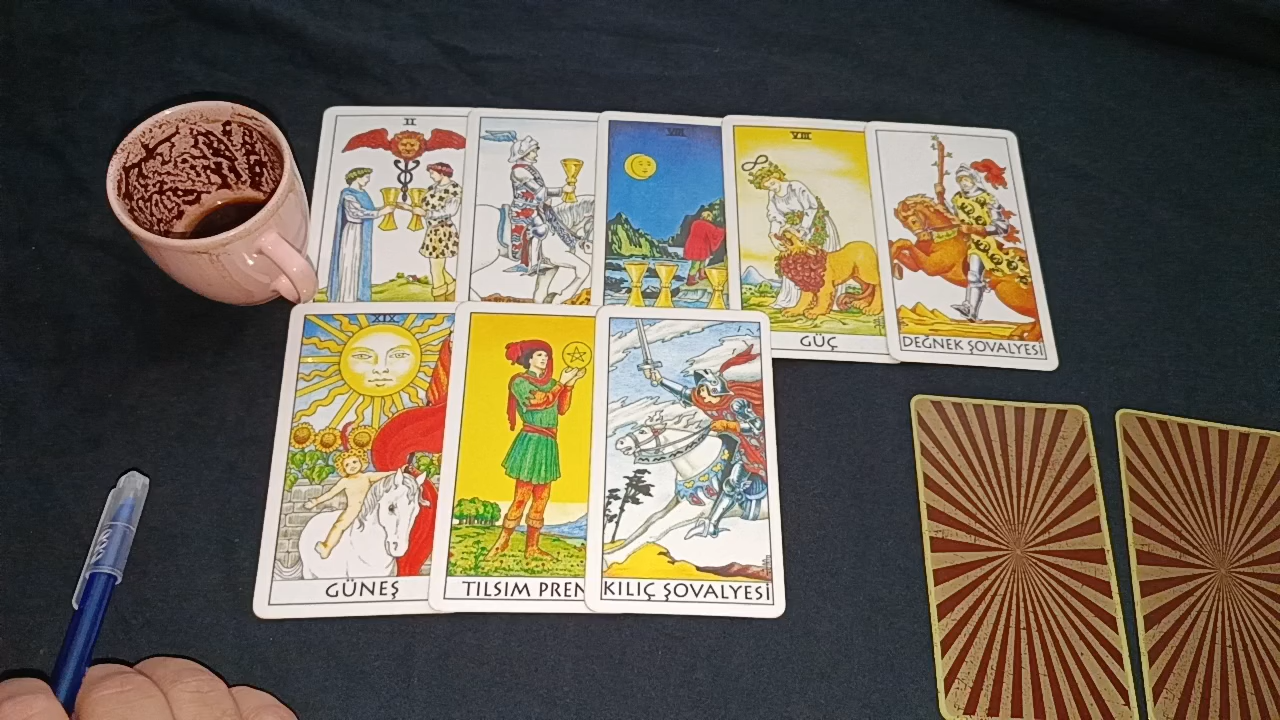 II
VIII
VIII
GÜÇ
DEĞNEK ŞOVALYESİ
XIX
GÜNEŞ
TILSIM PREN
KILIÇ ŞOVALYESİ